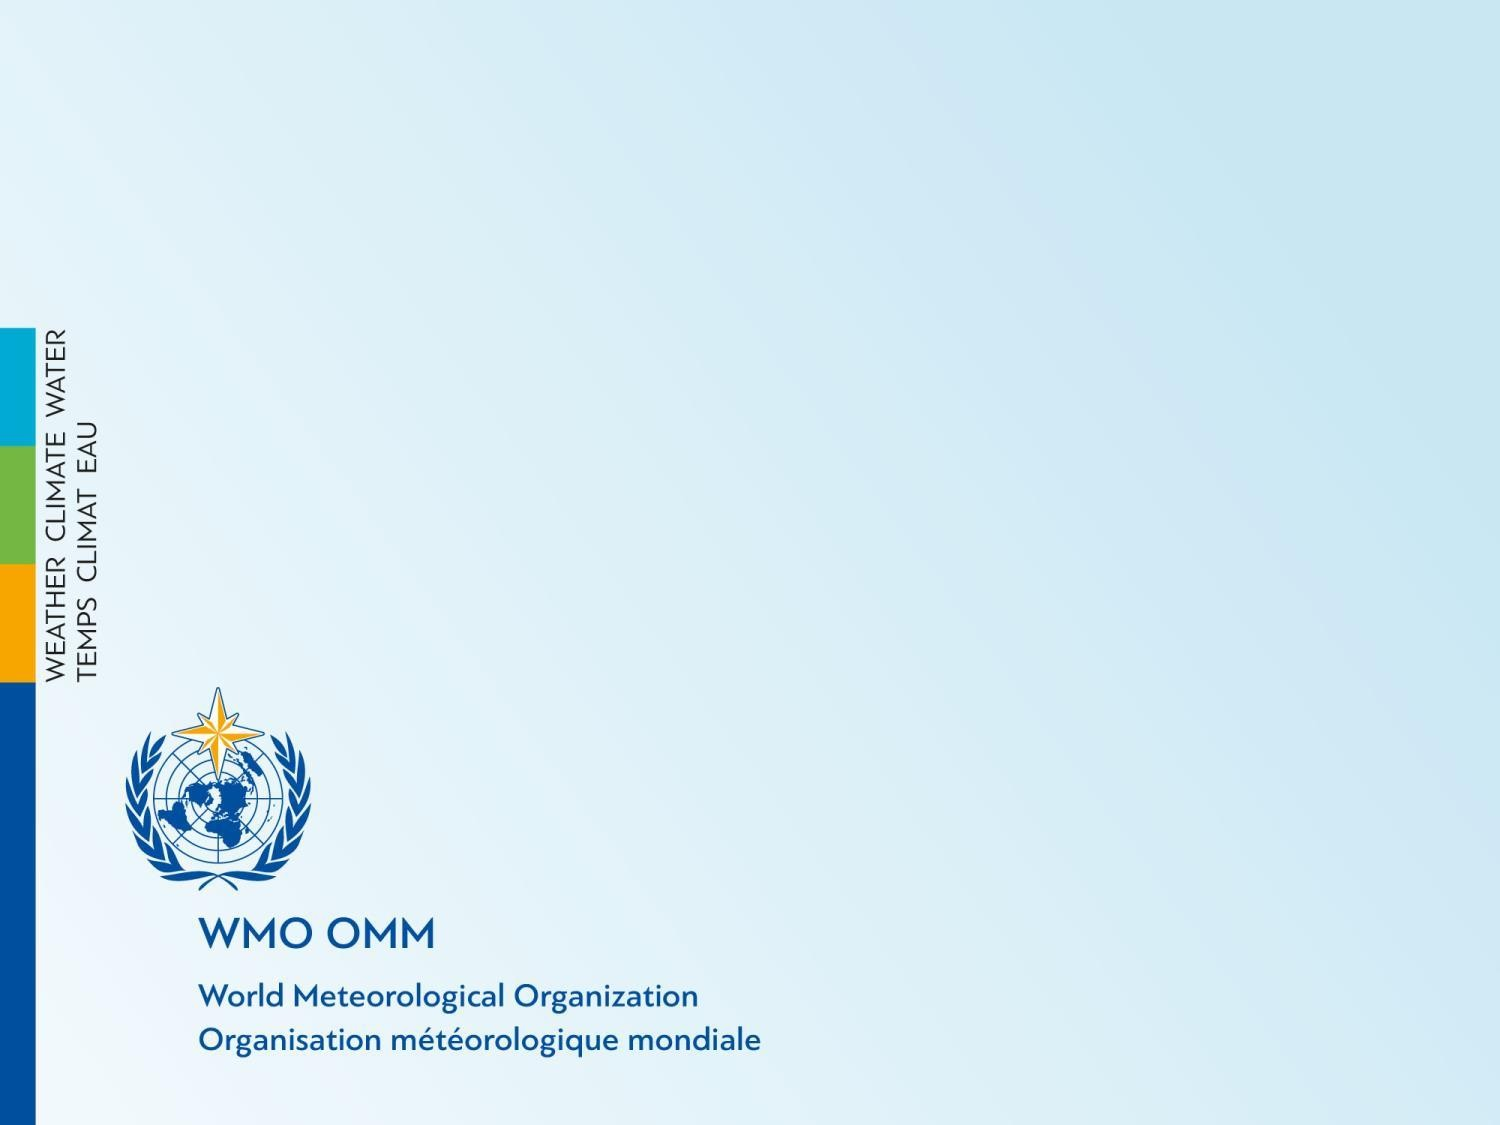 WEATHER CLIMATE WATER
TEMPS CLIMAT EAU
WMO OMM
World Meteorological Organization
Organisation météorologique mondiale